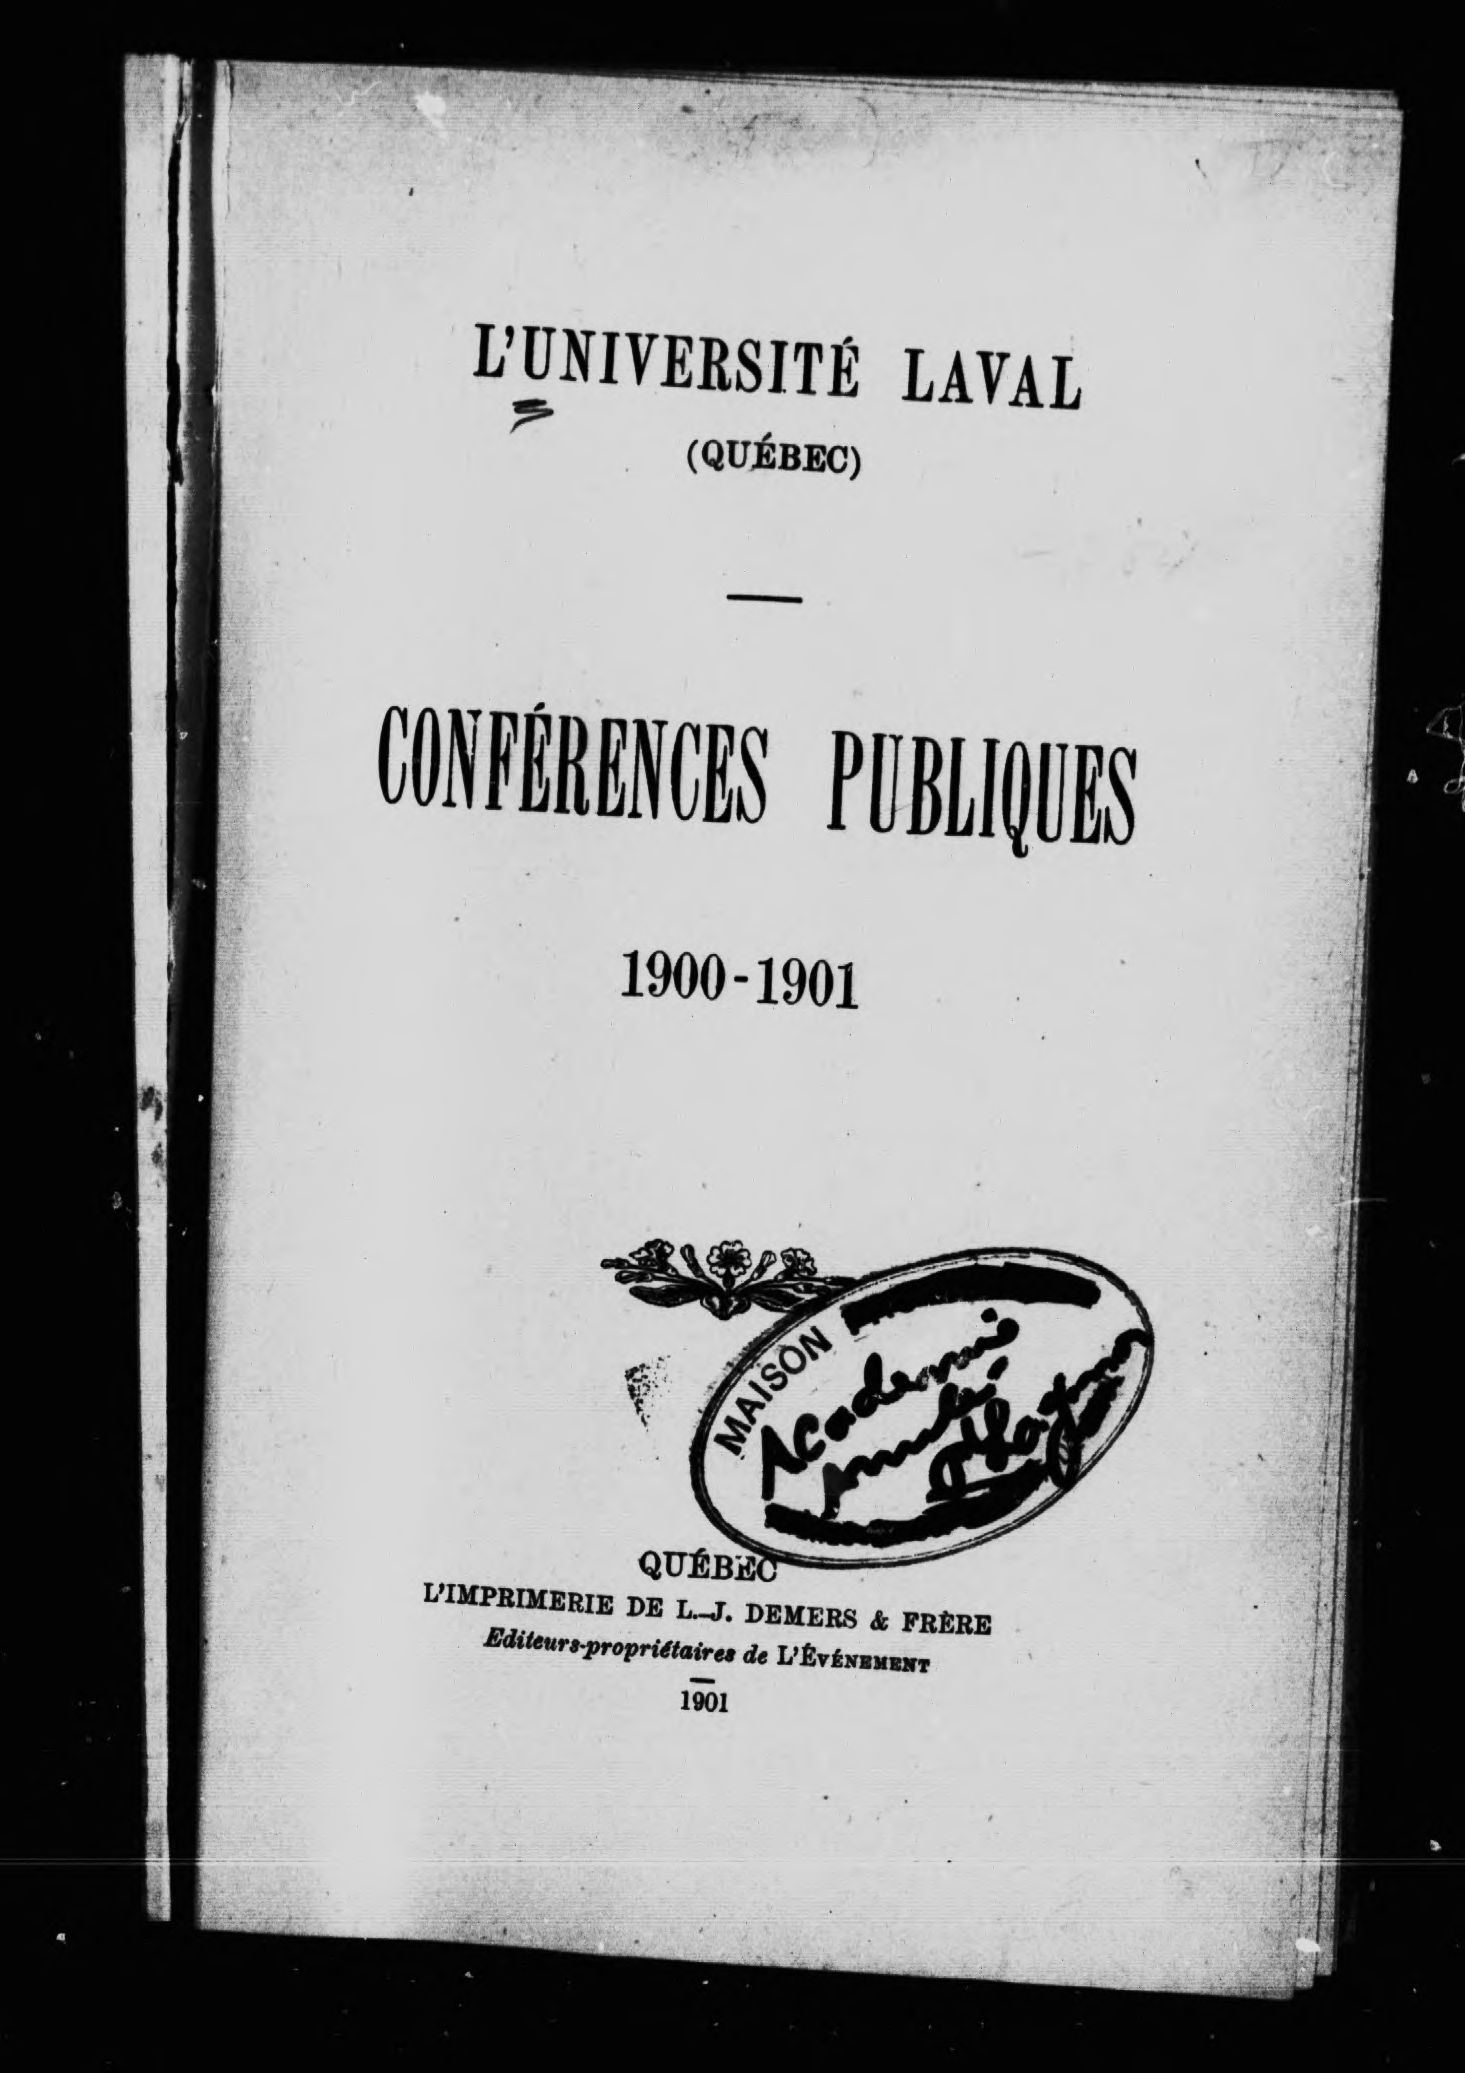 L'UNIVERSITÉ LAVAL
(QUÉBEC)
CONFÉRENCES PUBLIQUES
1900-1901
MAISON
QUÉBEC
L'IMPRIMERIE DE L.-J. DEMERS & FRÈRE
Editeurs-propriétaires de L'ÉVÉNEMENT
1901